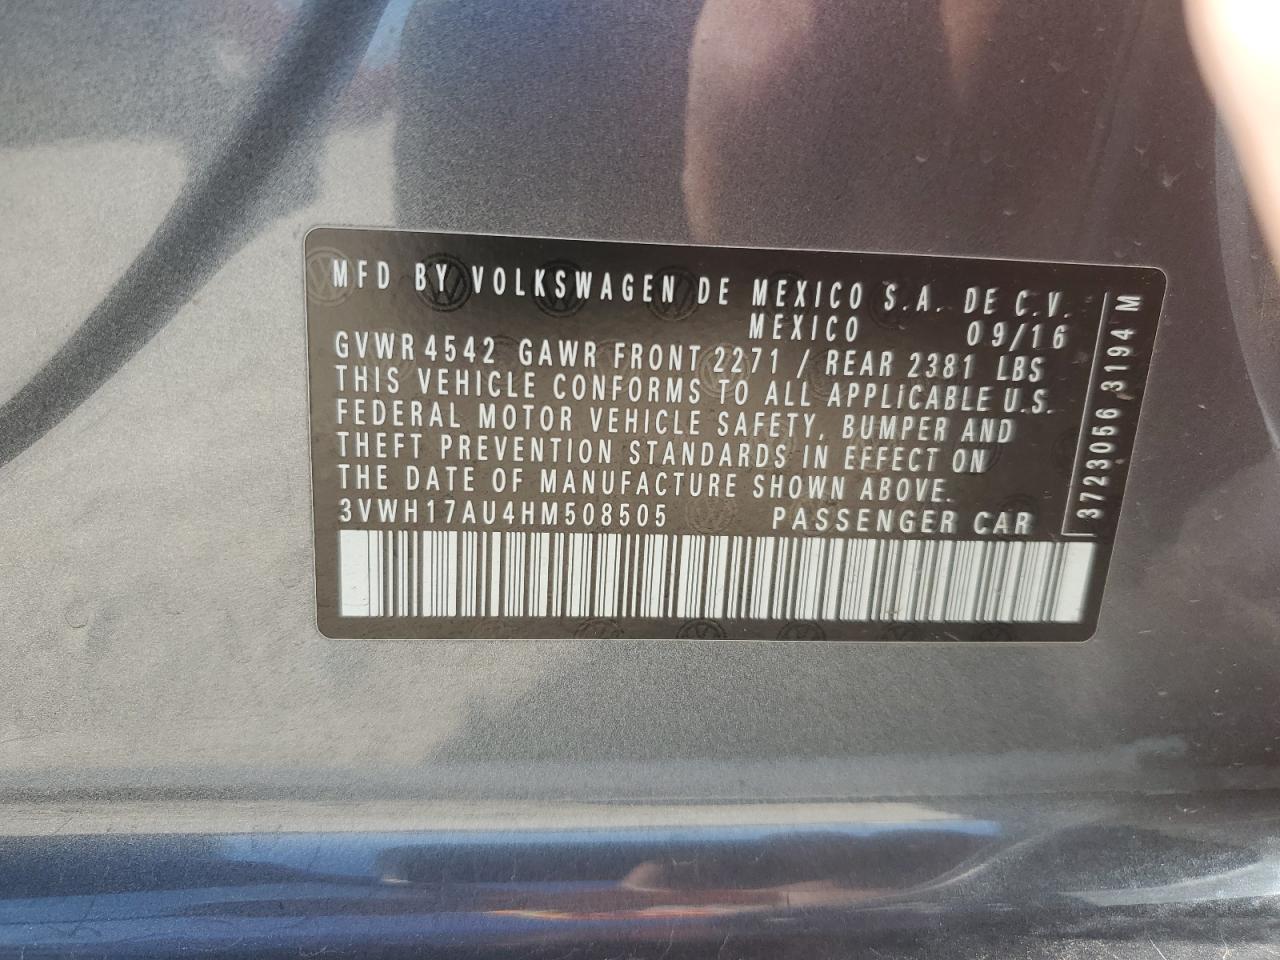 MFD BY VOLKSWAGEN DE MEXICO S.A. DE C.V.
MEXICO 09/16
GVWR 4542 GAWR FRONT 2271 / REAR 2381 LBS
THIS VEHICLE CONFORMS TO ALL APPLICABLE U.S.
FEDERAL MOTOR VEHICLE SAFETY, BUMPER AND
THEFT PREVENTION STANDARDS IN EFFECT ON
THE DATE OF MANUFACTURE SHOWN ABOVE.
3VWH17AU4HM508505 PASSENGER CAR
3723056 3194 M